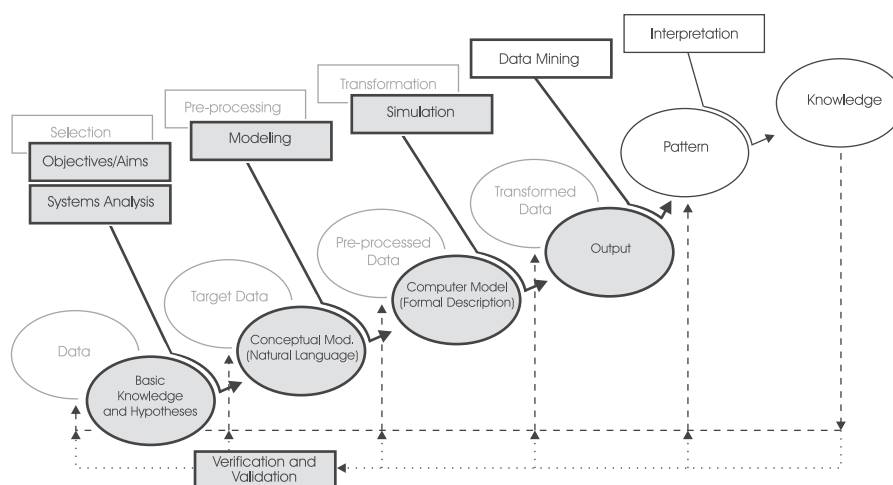 Interpretation
Data Mining
Knowledge
Transformation
Simulation
Pre-processing
Modeling
Selection
Objectives/Aims
Systems Analysis
Pattern
Transformed
Data
Output
Pre-processed
Data
Computer Model
(Formal Description)
Target Data
Conceptual Mod.
(Natural Language)
Data
Basic
Knowledge
and Hypotheses
Verification and
Validation